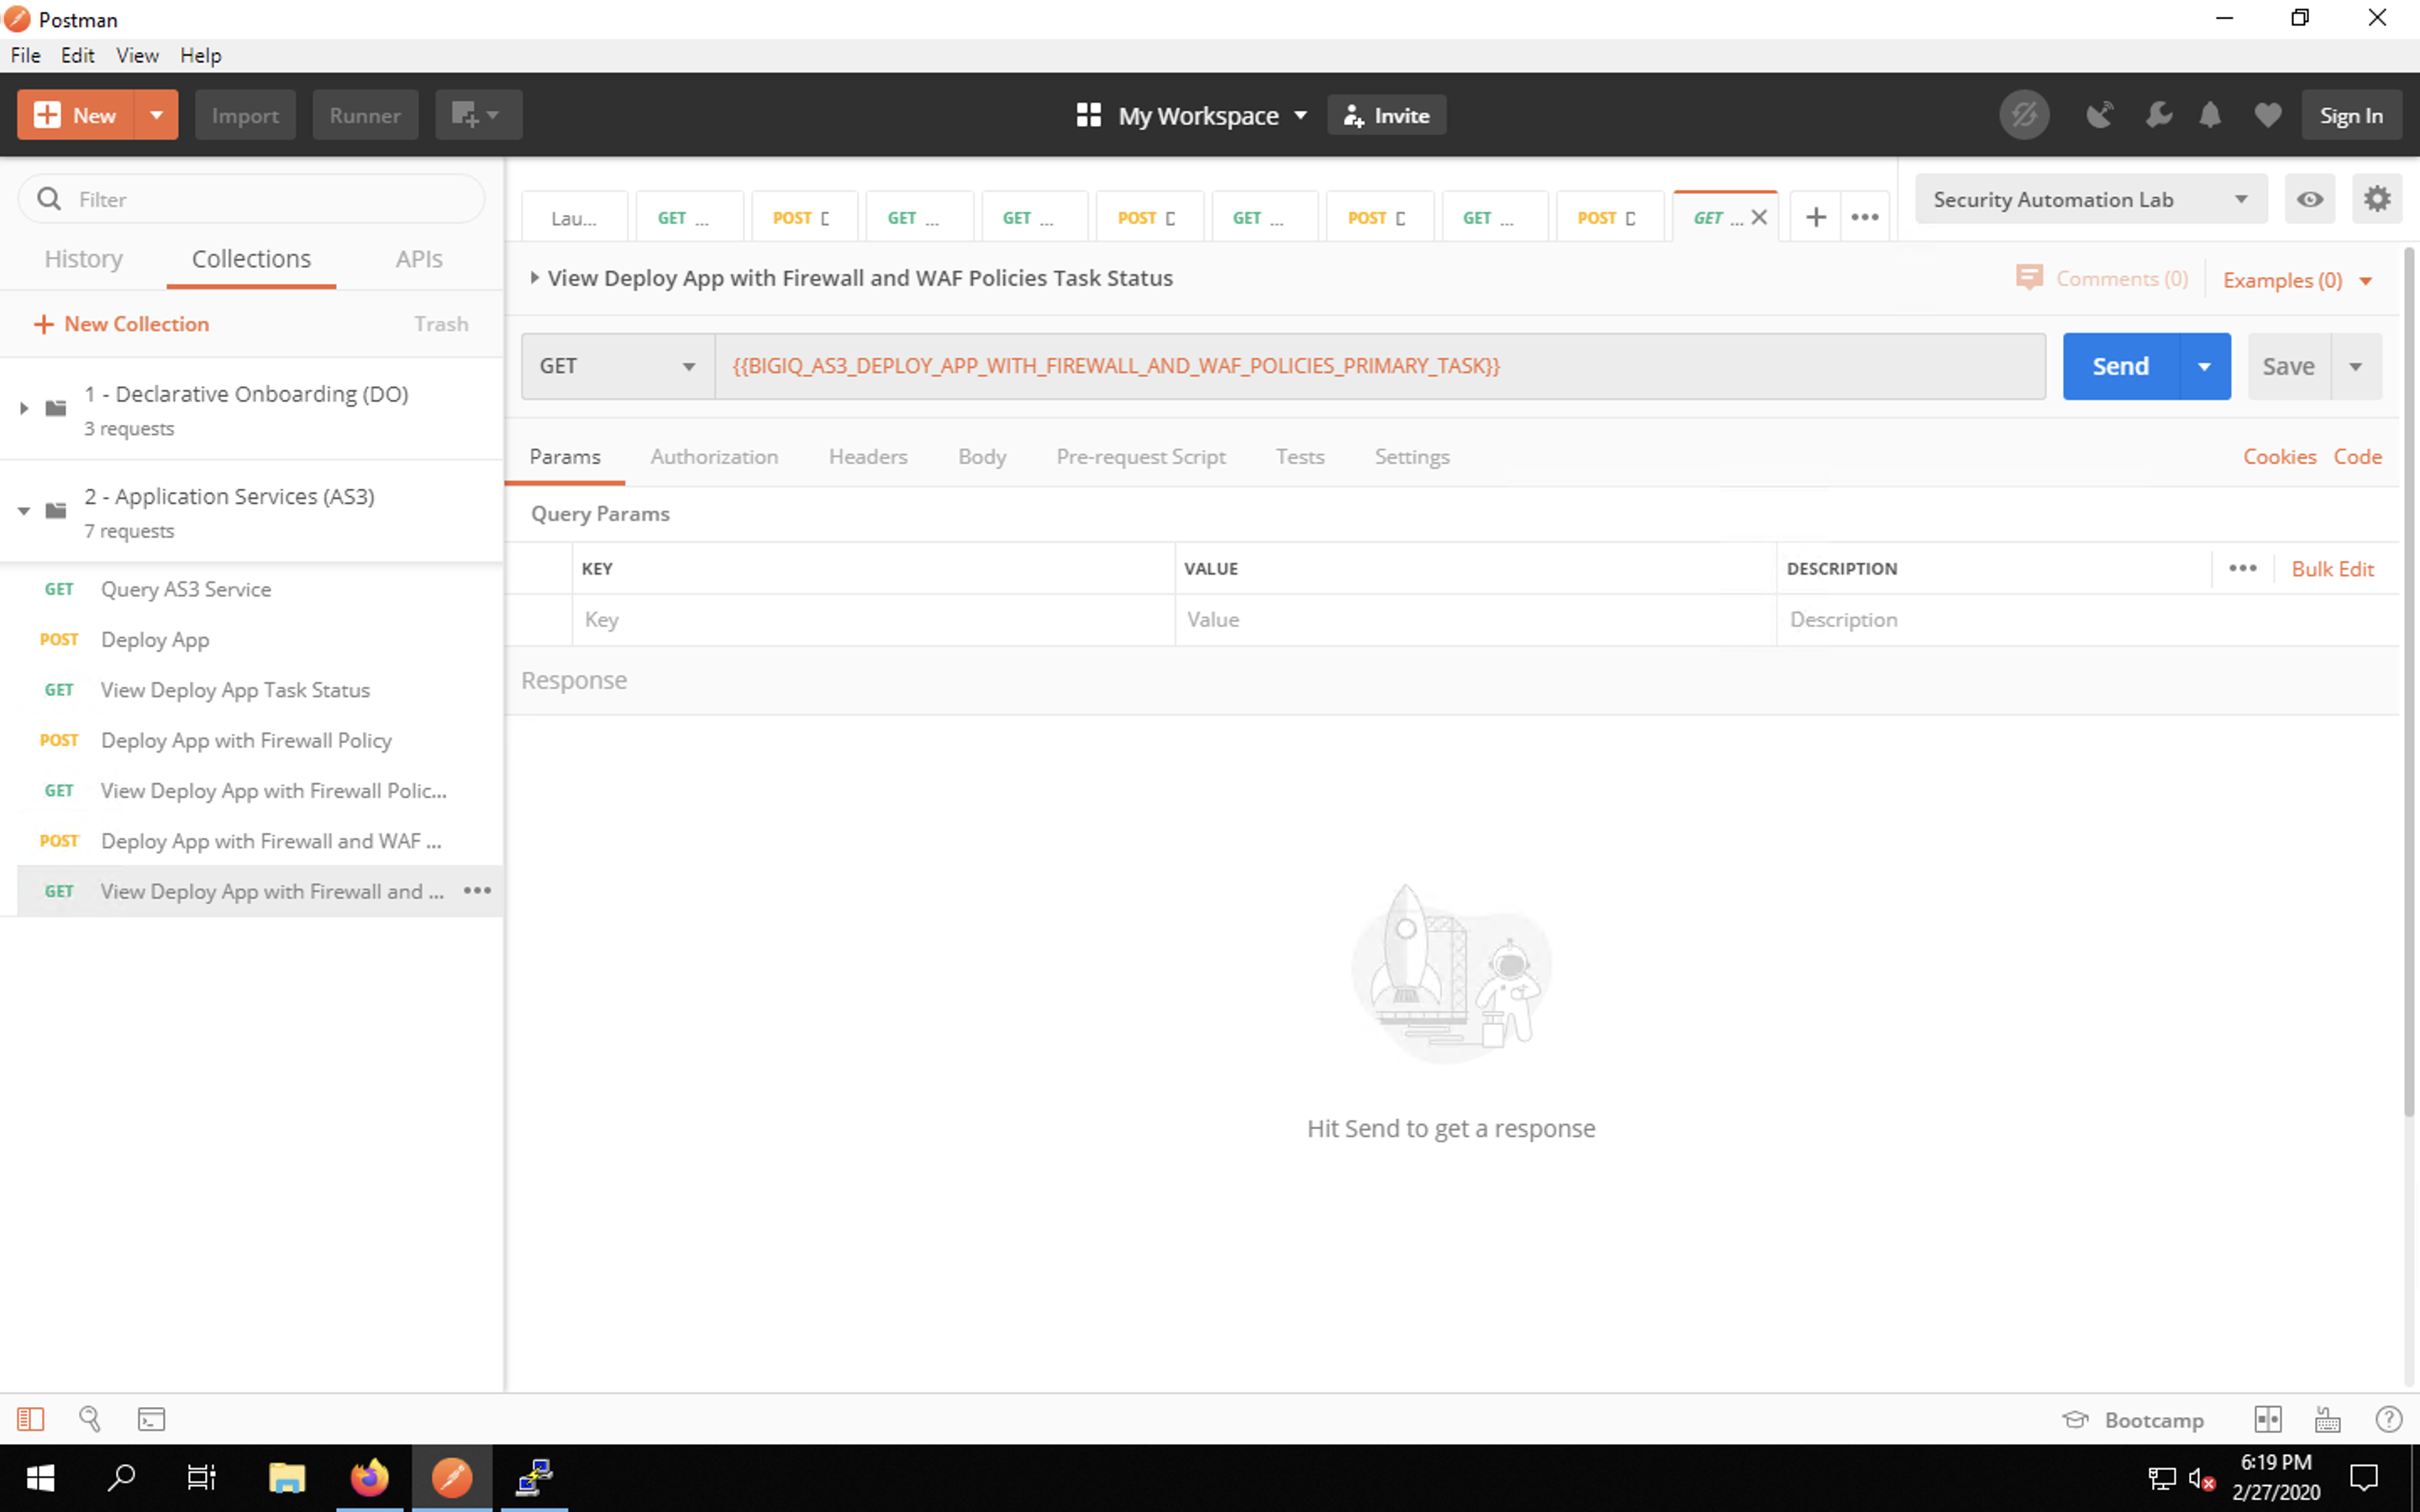 Postman
File Edit View Help
New Import Runner My Workspace Invite Sign In
Filter
Lau... GET ... POST GET ... GET ... POST GET ... POST GET ... POST GET ... Security Automation Lab
History Collections APIs
View Deploy App with Firewall and WAF Policies Task Status Comments (0) Examples (0)
New Collection Trash
GET {{BIGIQ_AS3_DEPLOY_APP_WITH_FIREWALL_AND_WAF_POLICIES_PRIMARY_TASK}} Send Save
1 - Declarative Onboarding (DO)
3 requests
Params Authorization Headers Body Pre-request Script Tests Settings Cookies Code
2 - Application Services (AS3)
7 requests
Query Params
KEY VALUE DESCRIPTION ••• Bulk Edit
Key Value Description
Response
GET Query AS3 Service
POST Deploy App
GET View Deploy App Task Status
POST Deploy App with Firewall Policy
GET View Deploy App with Firewall Polic...
POST Deploy App with Firewall and WAF ...
GET View Deploy App with Firewall and ... •••
Hit Send to get a response
Bootcamp
6:19 PM
2/27/2020